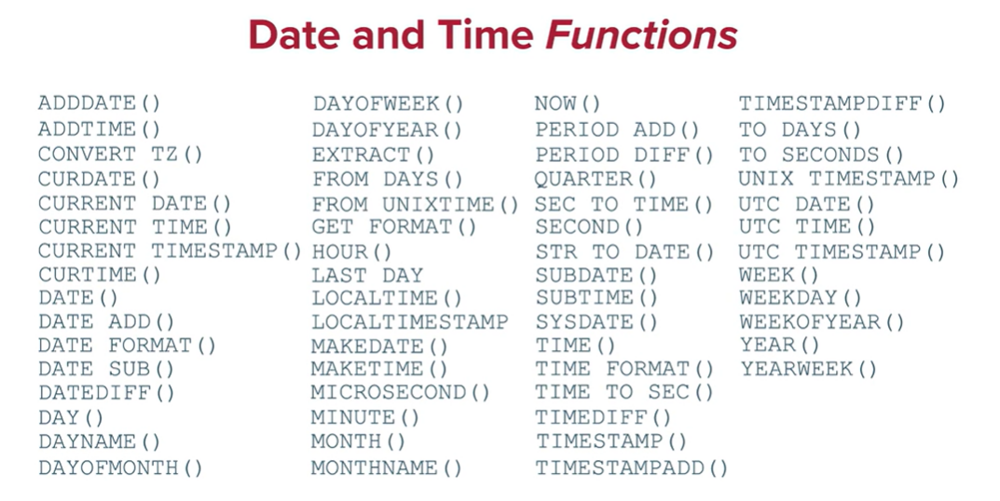 Date and Time Functions
ADDDATE()
ADDTIME()
CONVERT TZ()
CURDATE()
CURRENT DATE()
CURRENT TIME()
CURRENT TIMESTAMP()
CURTIME()
DATE()
DATE ADD()
DATE FORMAT()
DATE SUB()
DATEDIFF()
DAY()
DAYNAME()
DAYOFMONTH()
DAYOFWEEK()
DAYOFYEAR()
EXTRACT()
FROM DAYS()
FROM UNIXTIME()
GET FORMAT()
HOUR()
LAST DAY
LOCALTIME()
LOCALTIMESTAMP
MAKEDATE()
MAKETIME()
MICROSECOND()
MINUTE()
MONTH()
MONTHNAME()
NOW()
PERIOD ADD()
PERIOD DIFF()
QUARTER()
SEC TO TIME()
SECOND()
STR TO DATE()
SUBDATE()
SUBTIME()
SYSDATE()
TIME()
TIME FORMAT()
TIME TO SEC()
TIMEDIFF()
TIMESTAMP()
TIMESTAMPADD()
TIMESTAMPDIFF()
TO DAYS()
TO SECONDS()
UNIX TIMESTAMP()
UTC DATE()
UTC TIME()
UTC TIMESTAMP()
WEEK()
WEEKDAY()
WEEKOFYEAR()
YEAR()
YEARWEEK()